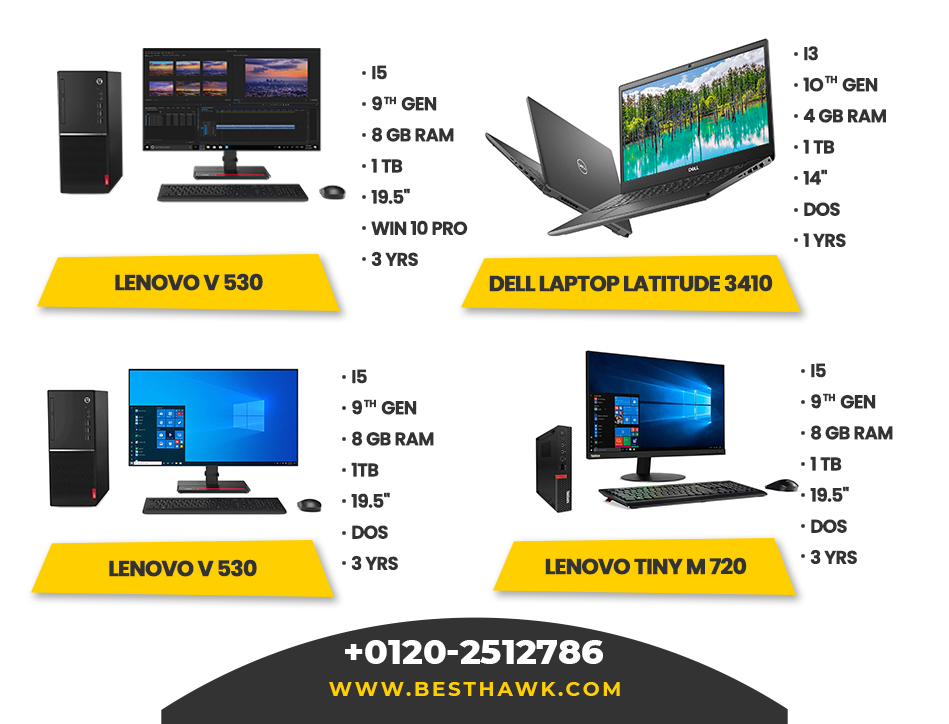 · I5
· 9TH GEN
· 8 GB RAM
· 1 TB
· 19.5"
· WIN 10 PRO
· 3 YRS
LENOVO V 530
· I3
· 10TH GEN
· 4 GB RAM
· 1 TB
· 14"
· DOS
· 1 YRS
DELL
DELL LAPTOP LATITUDE 3410
· I5
· 9TH GEN
· 8 GB RAM
· 1TB
· 19.5"
· DOS
· 3 YRS
LENOVO V 530
· I5
· 9TH GEN
· 8 GB RAM
· 1 TB
· 19.5"
· DOS
· 3 YRS
LENOVO TINY M 720
+0120-2512786
WWW.BESTHAWK.COM